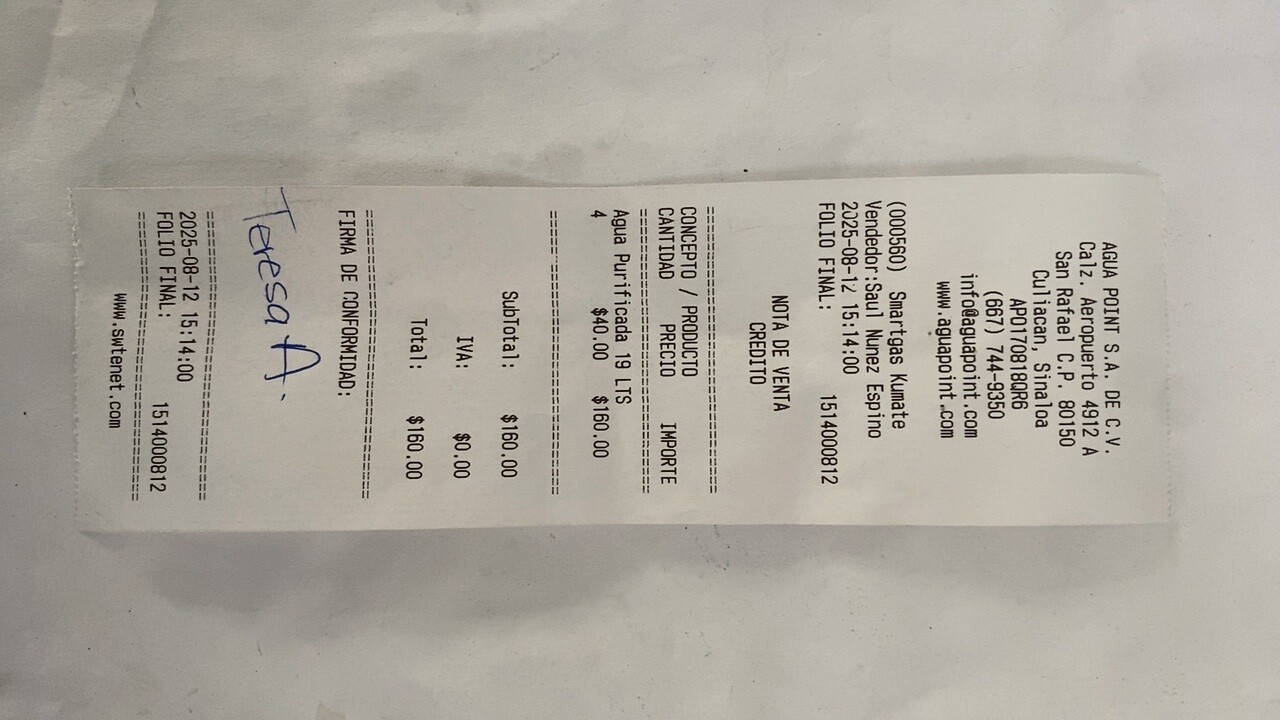 AGUA POINT S.A. DE C.V.
Calz. Aeropuerto 4912 A
San Rafael C.P. 80150
Culiacan, Sinaloa
APO170818QR6
(667) 744-9350
info@aguapoint.com
www.aguapoint.com
(000560) Smartgas Kumate
Vendedor:Saul Nunez Espino
2025-08-12 15:14:00
FOLIO FINAL: 1514000812
NOTA DE VENTA
CREDITO
CONCEPTO / PRODUCTO
CANTIDAD PRECIO IMPORTE
Agua Purificada 19 LTS
4 $40.00 $160.00
SubTotal: $160.00
IVA: $0.00
Total: $160.00
FIRMA DE CONFORMIDAD:
Teresa A.
2025-08-12 15:14:00
FOLIO FINAL: 1514000812
www.swtenet.com